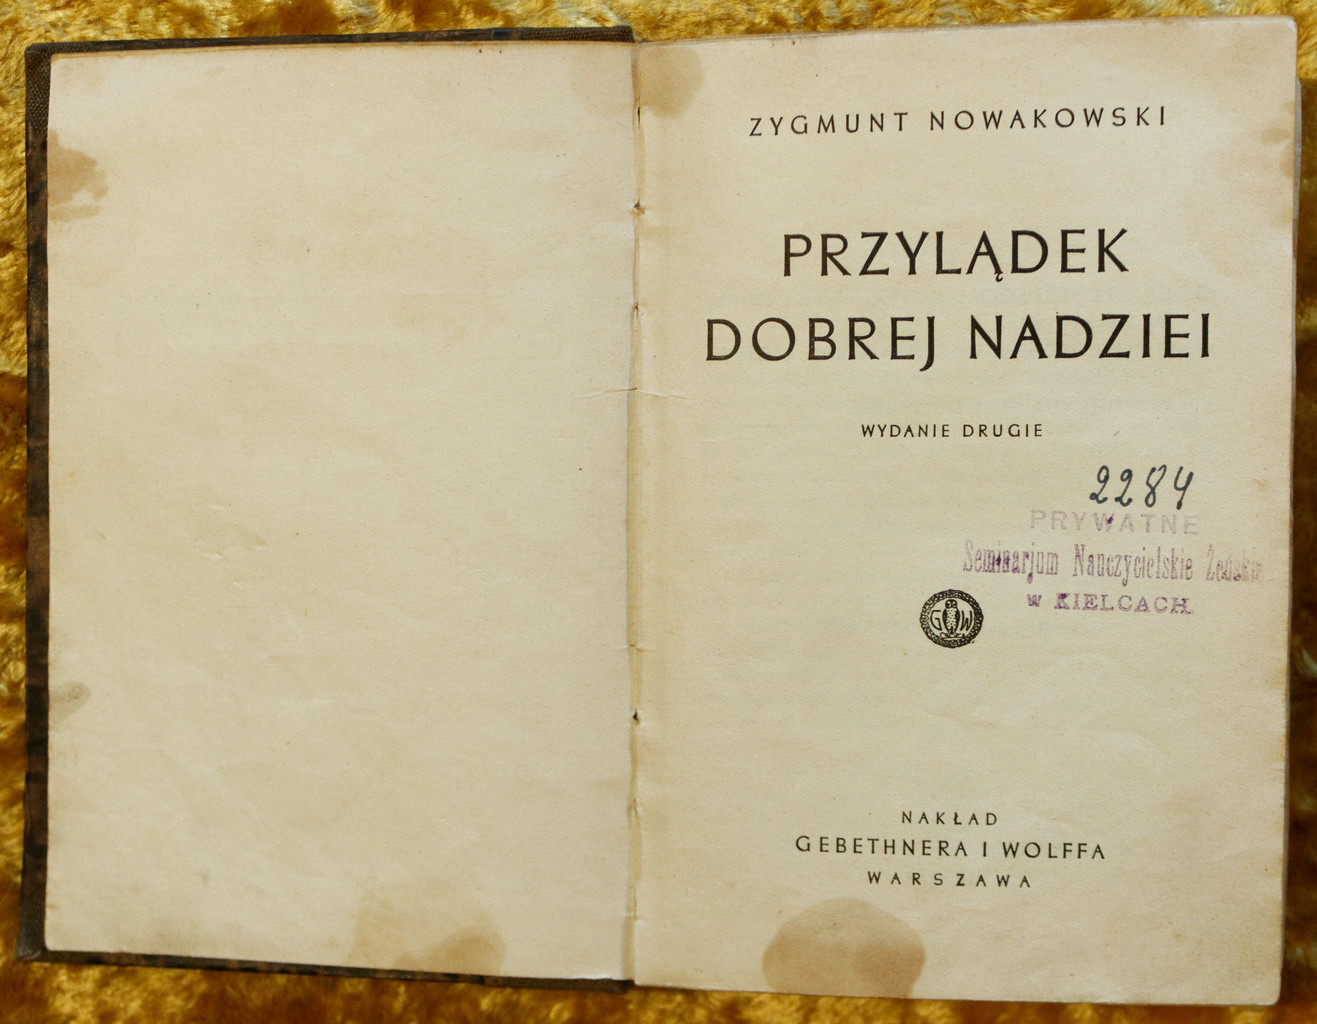 ZYGMUNT NOWAKOWSKI
PRZYLĄDEK
DOBREJ NADZIEI
WYDANIE DRUGIE
2284
PRYWATNE
Seminarjum Nauczycielskie Żeńskie
w KIELCACH
G W
NAKŁAD
GEBETHNERA I WOLFFA
WARSZAWA